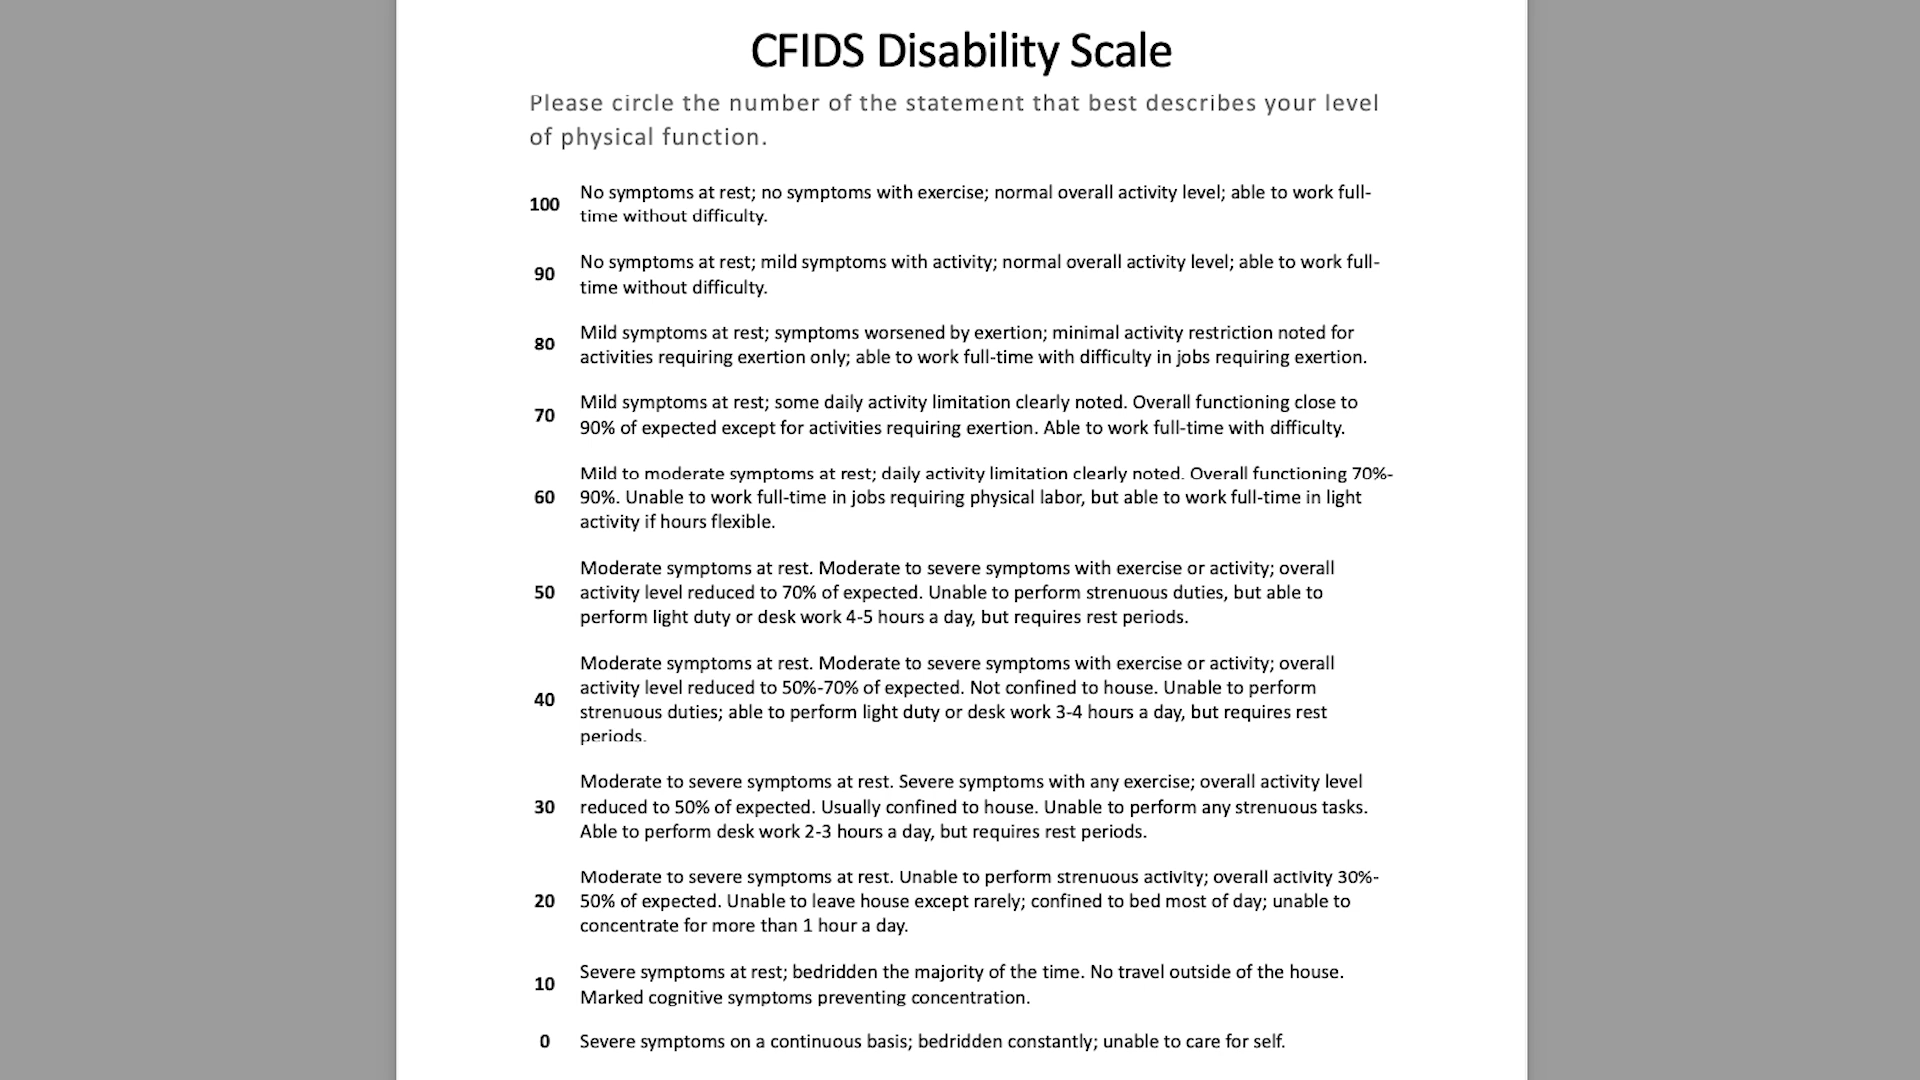 CFIDS Disability Scale
Please circle the number of the statement that best describes your level
of physical function.
100 No symptoms at rest; no symptoms with exercise; normal overall activity level; able to work full-
time without difficulty.
90 No symptoms at rest; mild symptoms with activity; normal overall activity level; able to work full-
time without difficulty.
80 Mild symptoms at rest; symptoms worsened by exertion; minimal activity restriction noted for
activities requiring exertion only; able to work full-time with difficulty in jobs requiring exertion.
70 Mild symptoms at rest; some daily activity limitation clearly noted. Overall functioning close to
90% of expected except for activities requiring exertion. Able to work full-time with difficulty.
Mild to moderate symptoms at rest; daily activity limitation clearly noted. Overall functioning 70%-
60 90%. Unable to work full-time in jobs requiring physical labor, but able to work full-time in light
activity if hours flexible.
Moderate symptoms at rest. Moderate to severe symptoms with exercise or activity; overall
50 activity level reduced to 70% of expected. Unable to perform strenuous duties, but able to
perform light duty or desk work 4-5 hours a day, but requires rest periods.
Moderate symptoms at rest. Moderate to severe symptoms with exercise or activity; overall
activity level reduced to 50%-70% of expected. Not confined to house. Unable to perform
40 strenuous duties; able to perform light duty or desk work 3-4 hours a day, but requires rest
periods.
Moderate to severe symptoms at rest. Severe symptoms with any exercise; overall activity level
30 reduced to 50% of expected. Usually confined to house. Unable to perform any strenuous tasks.
Able to perform desk work 2-3 hours a day, but requires rest periods.
Moderate to severe symptoms at rest. Unable to perform strenuous activity; overall activity 30%-
20 50% of expected. Unable to leave house except rarely; confined to bed most of day; unable to
concentrate for more than 1 hour a day.
10 Severe symptoms at rest; bedridden the majority of the time. No travel outside of the house.
Marked cognitive symptoms preventing concentration.
0 Severe symptoms on a continuous basis; bedridden constantly; unable to care for self.